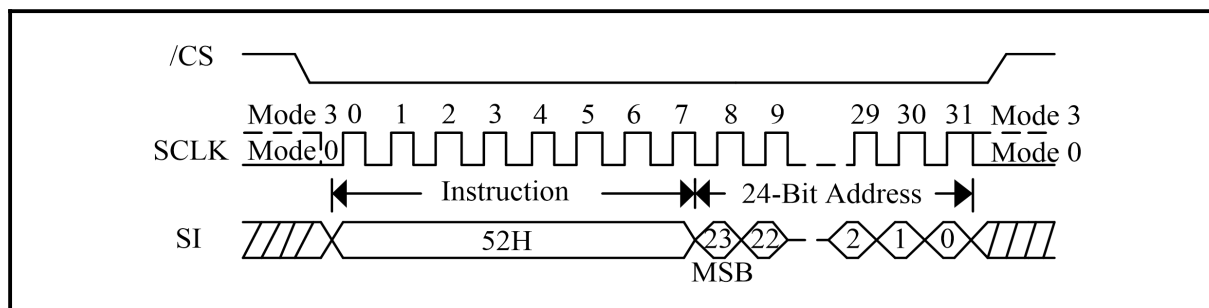 /CS
Mode 3 0 1 2 3 4 5 6 7 8 9 29 30 31 Mode 3
SCLK Mode 0 Mode 0
Instruction 24-Bit Address
SI 52H 23 22 2 1 0
MSB